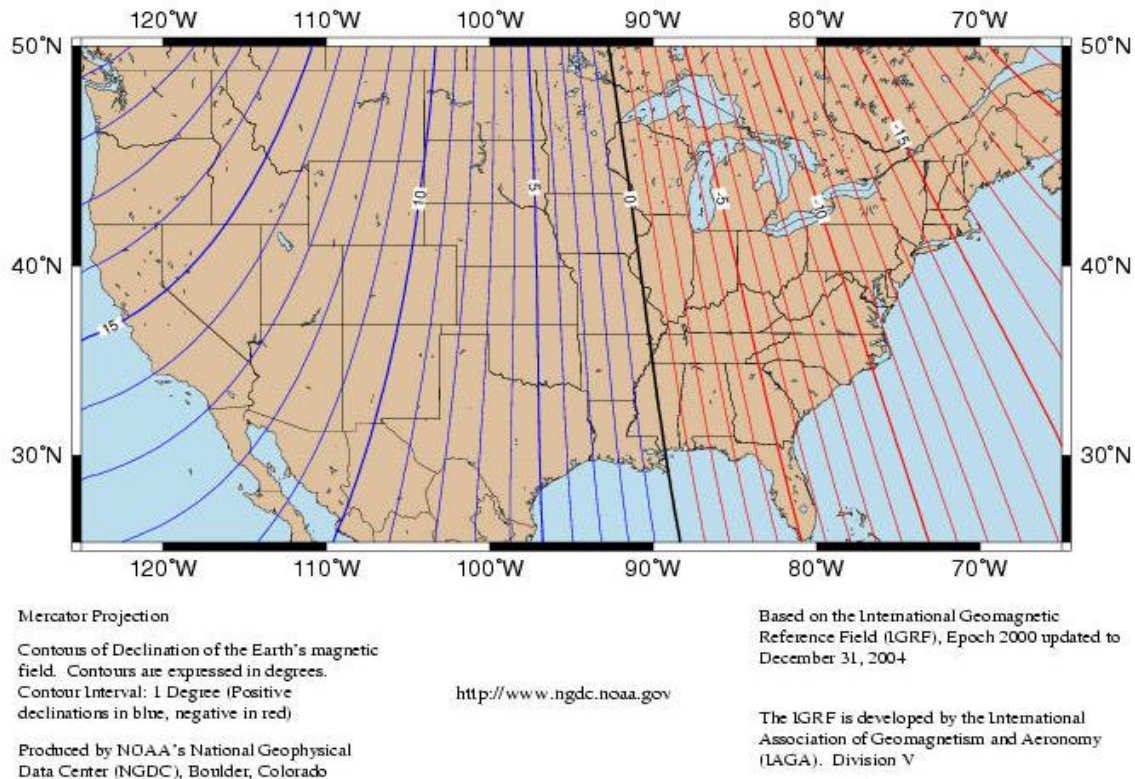 120°W 110°W 100°W 90°W 80°W 70°W
50°N 50°N
-15
10 5 0 -5
-10
40°N 40°N
15
30°N 30°N
120°W 110°W 100°W 90°W 80°W 70°W
Mercator Projection
Contours of Declination of the Earth's magnetic
field. Contours are expressed in degrees.
Contour Interval: 1 Degree (Positive
declinations in blue, negative in red)
Produced by NOAA's National Geophysical
Data Center (NGDC), Boulder, Colorado
http://www.ngdc.noaa.gov
Based on the International Geomagnetic
Reference Field (IGRF), Epoch 2000 updated to
December 31, 2004
The IGRF is developed by the International
Association of Geomagnetism and Aeronomy
(IAGA). Division V